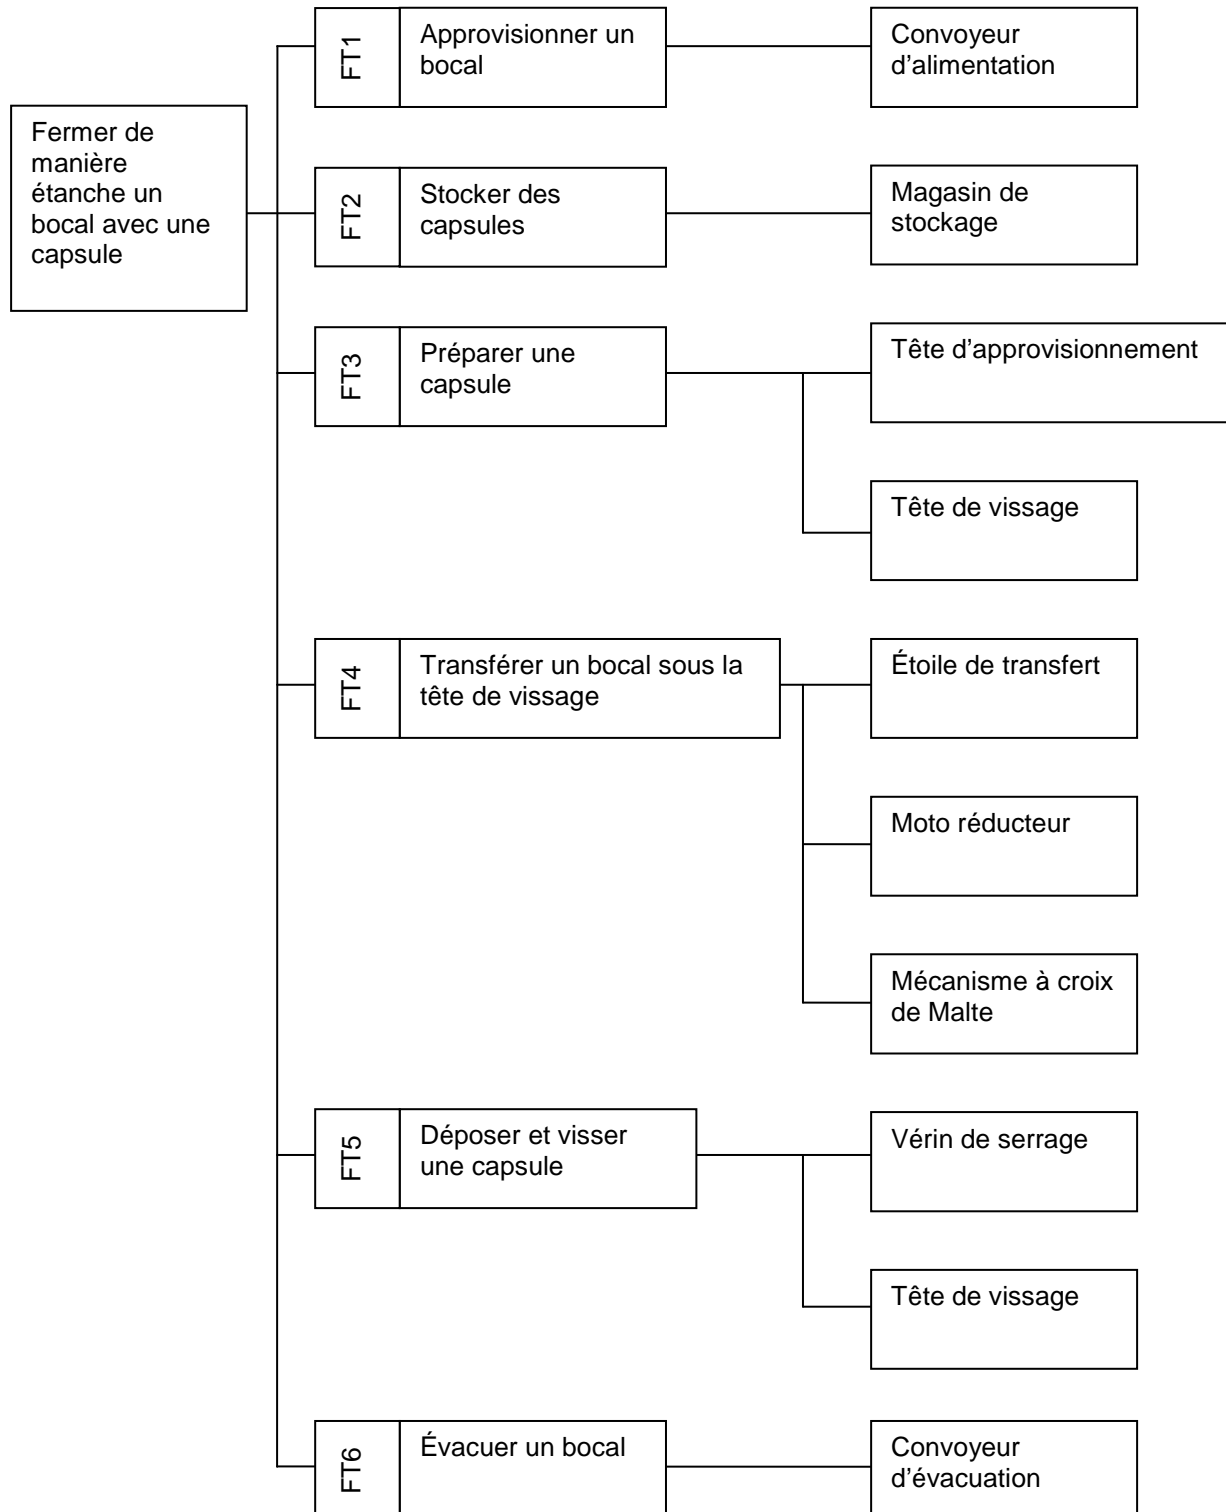 Fermer de
manière
étanche un
bocal avec une
capsule
FT1
Approvisionner un
bocal
Convoyeur
d’alimentation
FT2
Stocker des
capsules
Magasin de
stockage
FT3
Préparer une
capsule
Tête d’approvisionnement
Tête de vissage
FT4
Transférer un bocal sous la
tête de vissage
Étoile de transfert
Moto réducteur
Mécanisme à croix
de Malte
FT5
Déposer et visser
une capsule
Vérin de serrage
Tête de vissage
FT6
Évacuer un bocal
Convoyeur
d’évacuation